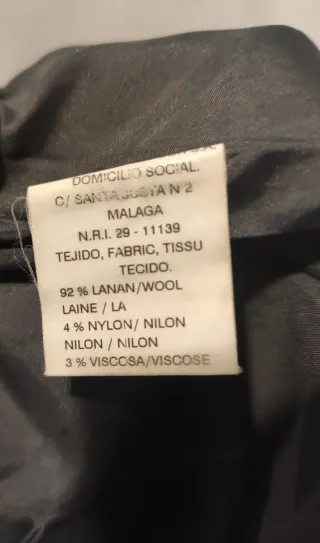 DOMICILIO SOCIAL.
C/ SANTA JUSTA N 2
MALAGA
N.R.I. 29 - 11139
TEJIDO, FABRIC, TISSU
TECIDO.
92 % LANAN/WOOL
LAINE / LA
4 % NYLON/ NILON
NILON / NILON
3 % VISCOSA/VISCOSE